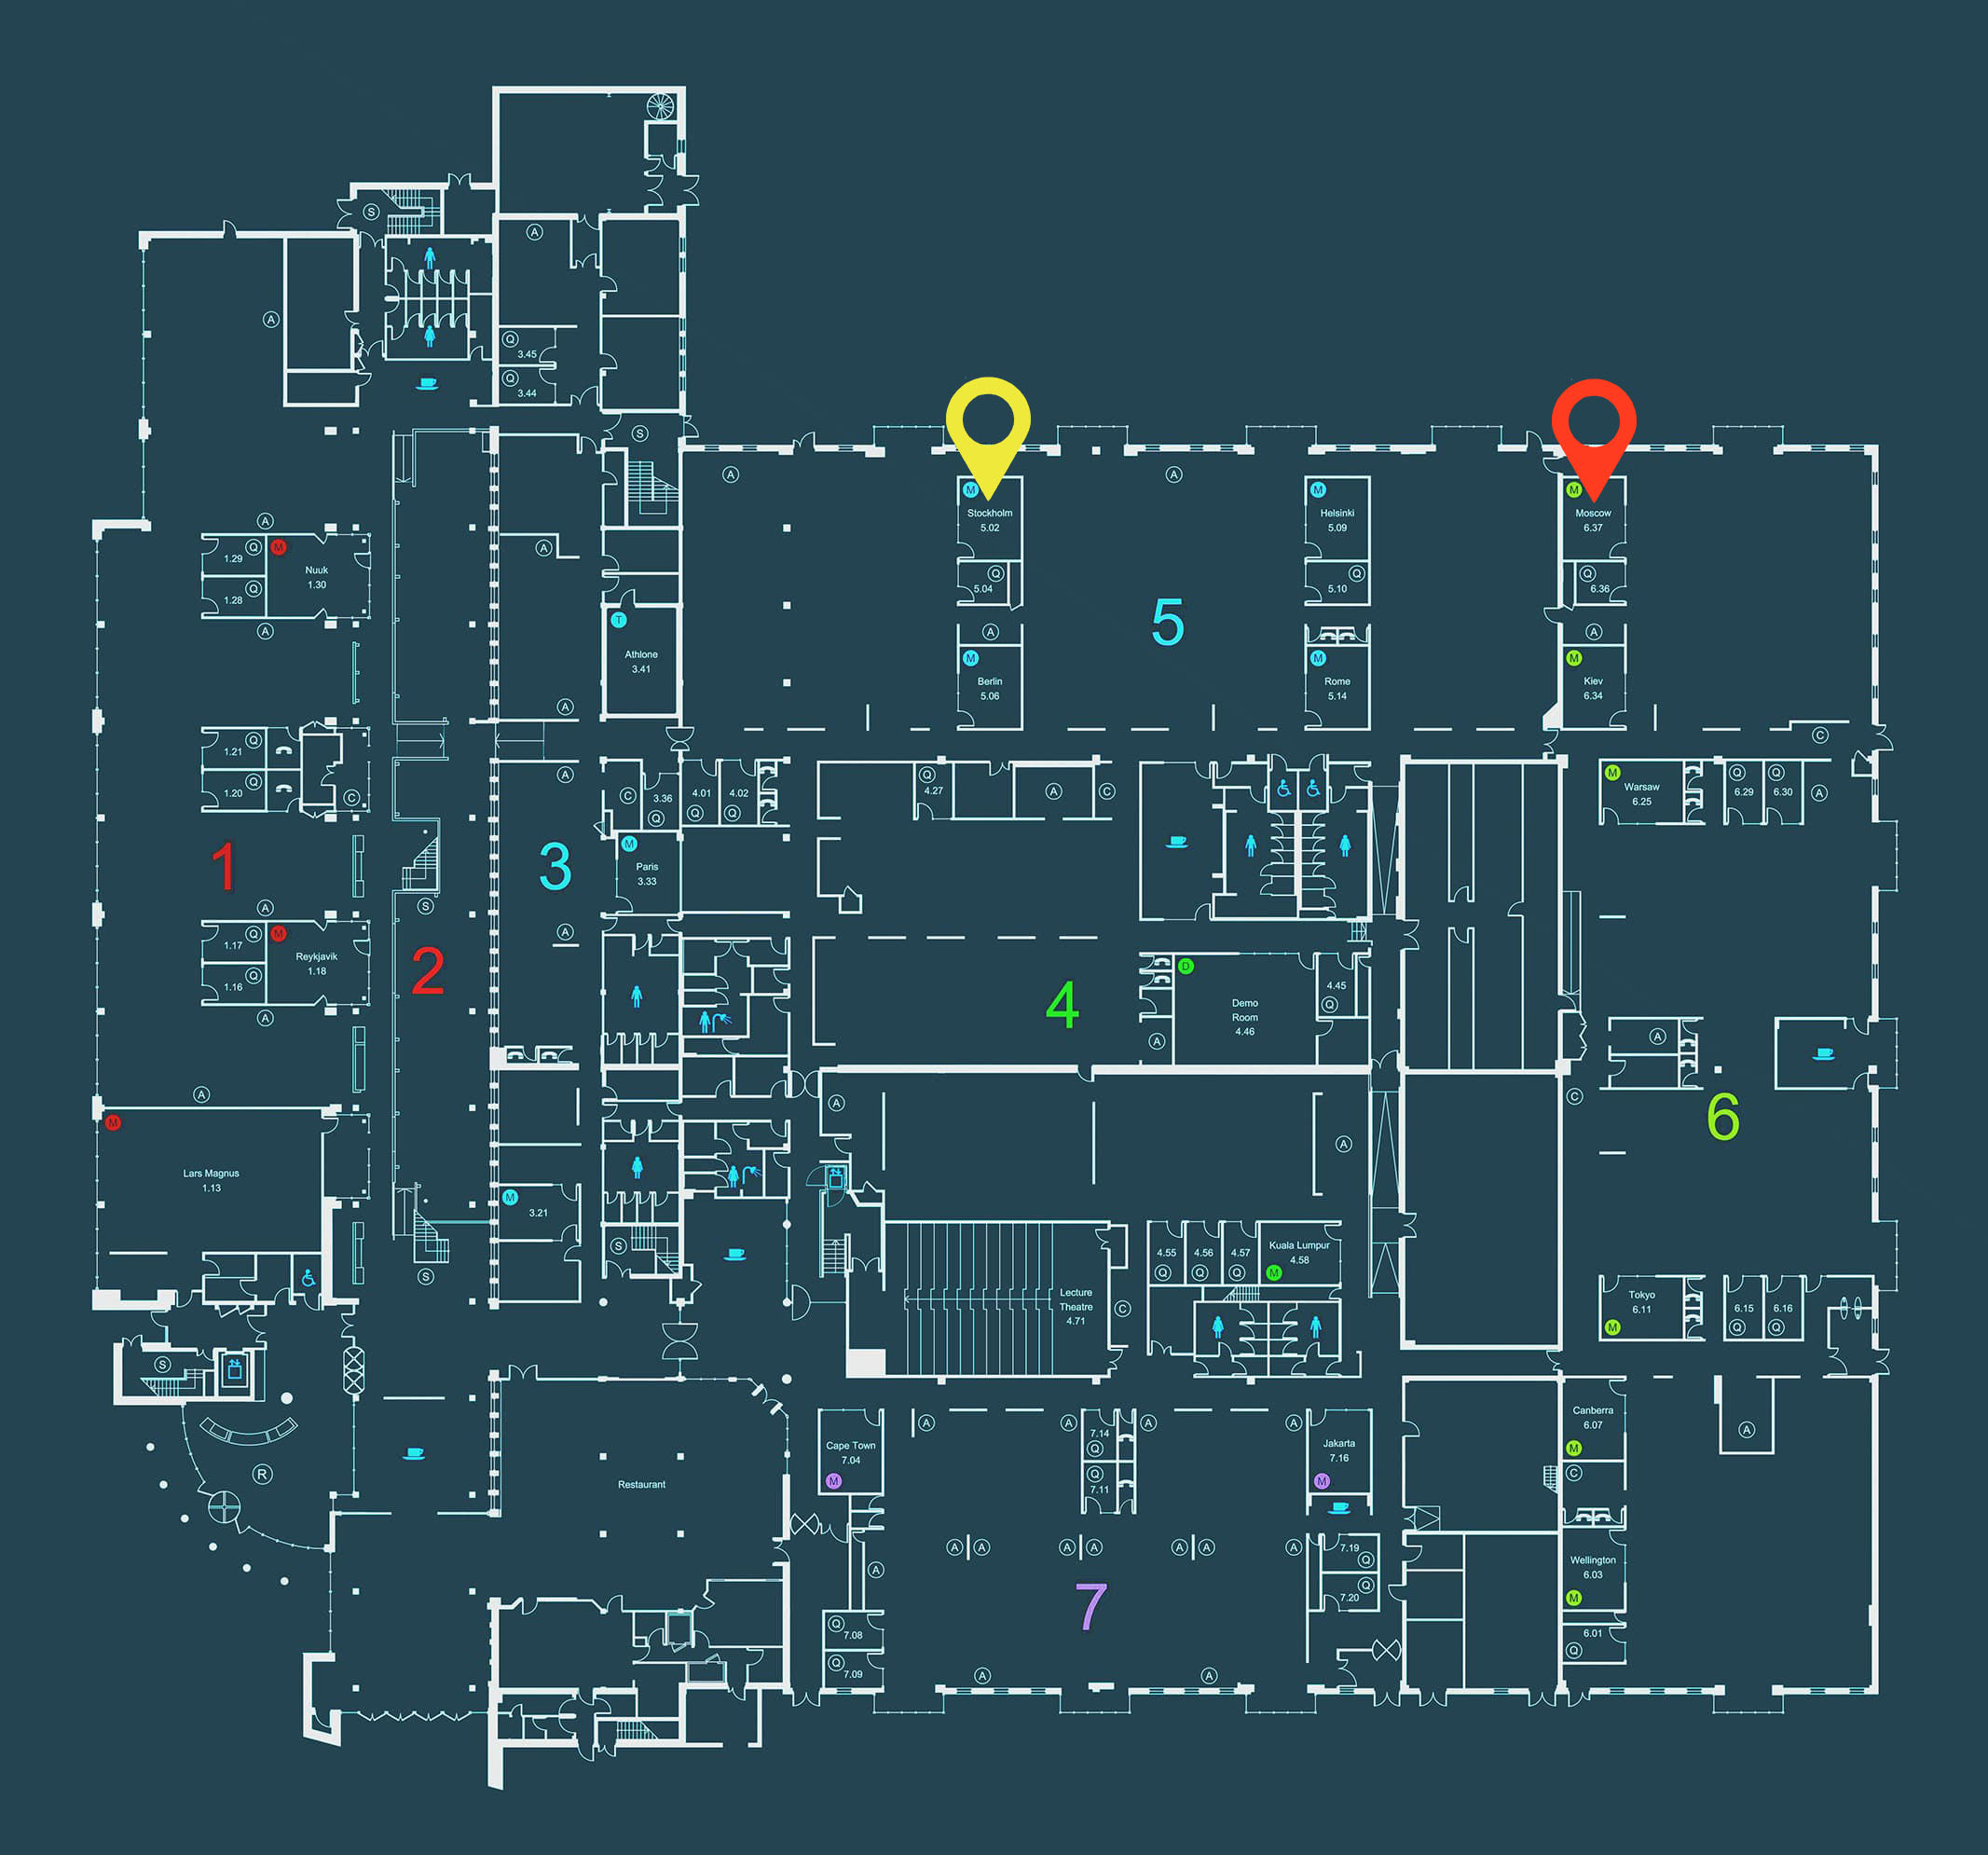 S
A
A
Q
3.45
Q
3.44
S
A
A
M
Stockholm
5.02
M
Helsinki
5.09
M
Moscow
6.37
A
1.29
Q
M
Nuuk
1.30
1.28
Q
A
A
Q
5.04
Q
5.10
Q
6.36
T
Athlone
3.41
5
A
A
M
Berlin
5.06
M
Rome
5.14
M
Kiev
6.34
A
C
1.21
Q
1.20
Q
C
A
C
3.36
Q
4.01
Q
4.02
Q
Q
4.27
A
C
M
Warsaw
6.25
Q
6.29
Q
6.30
A
1
3
M
Paris
3.33
A
S
A
1.17
Q
M
Reykjavik
1.18
1.16
Q
A
2
4
M
D
Demo
Room
4.46
4.45
Q
A
A
A
M
Lars Magnus
1.13
A
A
C
6
M
3.21
S
S
4.55
Q
4.56
Q
4.57
Q
Kuala Lumpur
4.58
M
Lecture
Theatre
4.71
C
Tokyo
6.11
M
6.15
Q
6.16
Q
S
R
Restaurant
Cape Town
7.04
M
A
A
7.14
Q
Q
7.11
A
A
Jakarta
7.16
M
Canberra
6.07
M
C
A
A
A
A
A
A
A
A
A
7.19
Q
Q
7.20
Wellington
6.03
M
7
Q
7.08
Q
7.09
A
A
6.01
Q